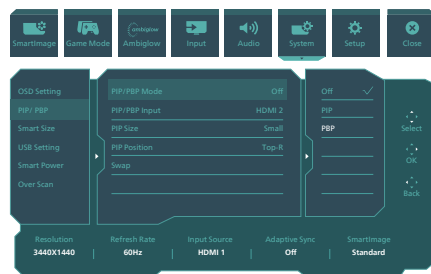 ambiglow
SmartImage Game Mode Ambiglow Input Audio System Setup Close
OSD Setting
PIP/ PBP
Smart Size
USB Setting
Smart Power
Over Scan
PIP/PBP Mode Off
PIP/PBP Input HDMI 2
PIP Size Small
PIP Position Top-R
Swap
Off
PIP
PBP
Select
OK
Back
Resolution Refresh Rate Input Source Adaptive Sync SmartImage
3440X1440 | 60Hz | HDMI 1 | Off | Standard